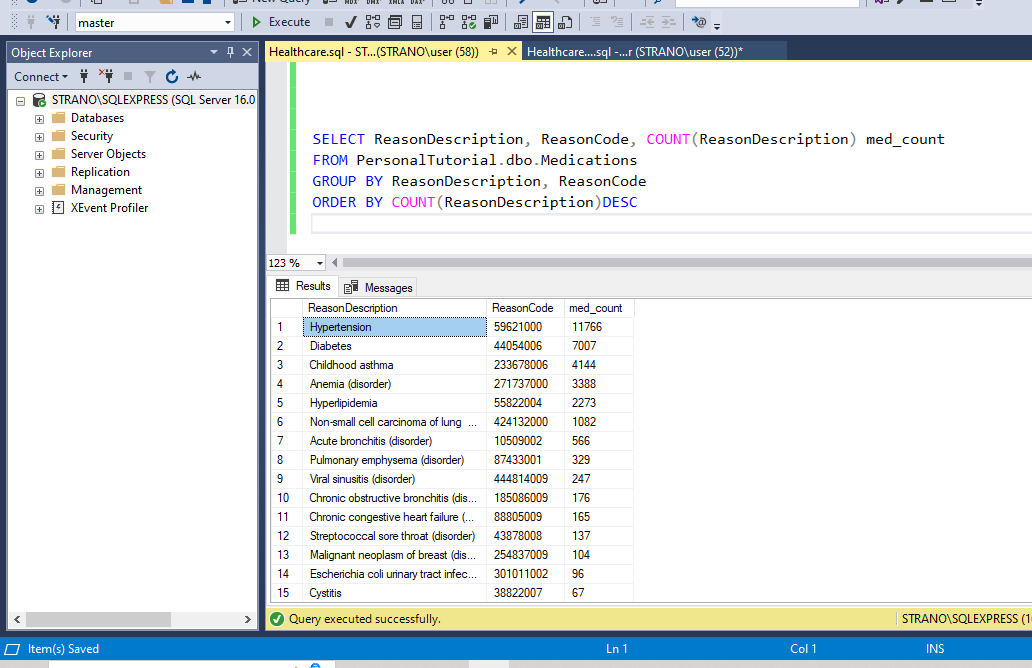 master
Execute
Object Explorer
Connect
STRANO\SQLEXPRESS (SQL Server 16.0
Databases
Security
Server Objects
Replication
Management
XEvent Profiler
Healthcare.sql - ST...(STRANO\user (58))
Healthcare....sql -...r (STRANO\user (52))*
SELECT ReasonDescription, ReasonCode, COUNT(ReasonDescription) med_count
FROM PersonalTutorial.dbo.Medications
GROUP BY ReasonDescription, ReasonCode
ORDER BY COUNT(ReasonDescription)DESC
123 %
Results Messages
ReasonDescription ReasonCode med_count
1 Hypertension 59621000 11766
2 Diabetes 44054006 7007
3 Childhood asthma 233678006 4144
4 Anemia (disorder) 271737000 3388
5 Hyperlipidemia 55822004 2273
6 Non-small cell carcinoma of lung ... 424132000 1082
7 Acute bronchitis (disorder) 10509002 566
8 Pulmonary emphysema (disorder) 87433001 329
9 Viral sinusitis (disorder) 444814009 247
10 Chronic obstructive bronchitis (dis... 185086009 176
11 Chronic congestive heart failure (... 88805009 165
12 Streptococcal sore throat (disorder) 43878008 137
13 Malignant neoplasm of breast (dis... 254837009 104
14 Escherichia coli urinary tract infec... 301011002 96
15 Cystitis 38822007 67
Query executed successfully.
STRANO\SQLEXPRESS (1
Item(s) Saved
Ln 1
Col 1
INS